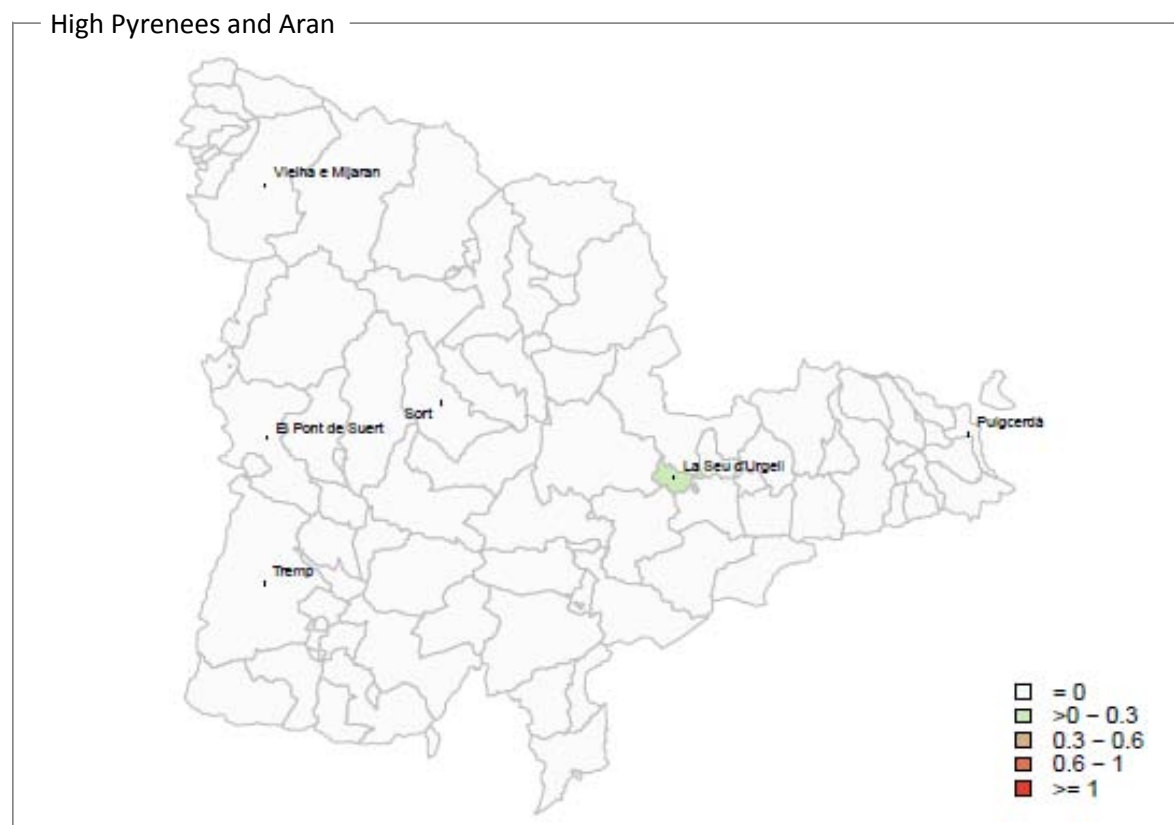 High Pyrenees and Aran
Vielha e Mijaran
Sort
El Pont de Suert
Puigcerdà
La Seu d'Urgell
Tremp
= 0
>0 – 0.3
0.3 – 0.6
0.6 – 1
>= 1